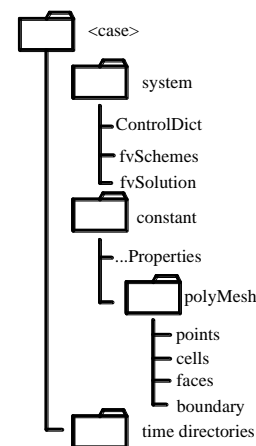 <case>
system
ControlDict
fvSchemes
fvSolution
constant
...Properties
polyMesh
points
cells
faces
boundary
time directories